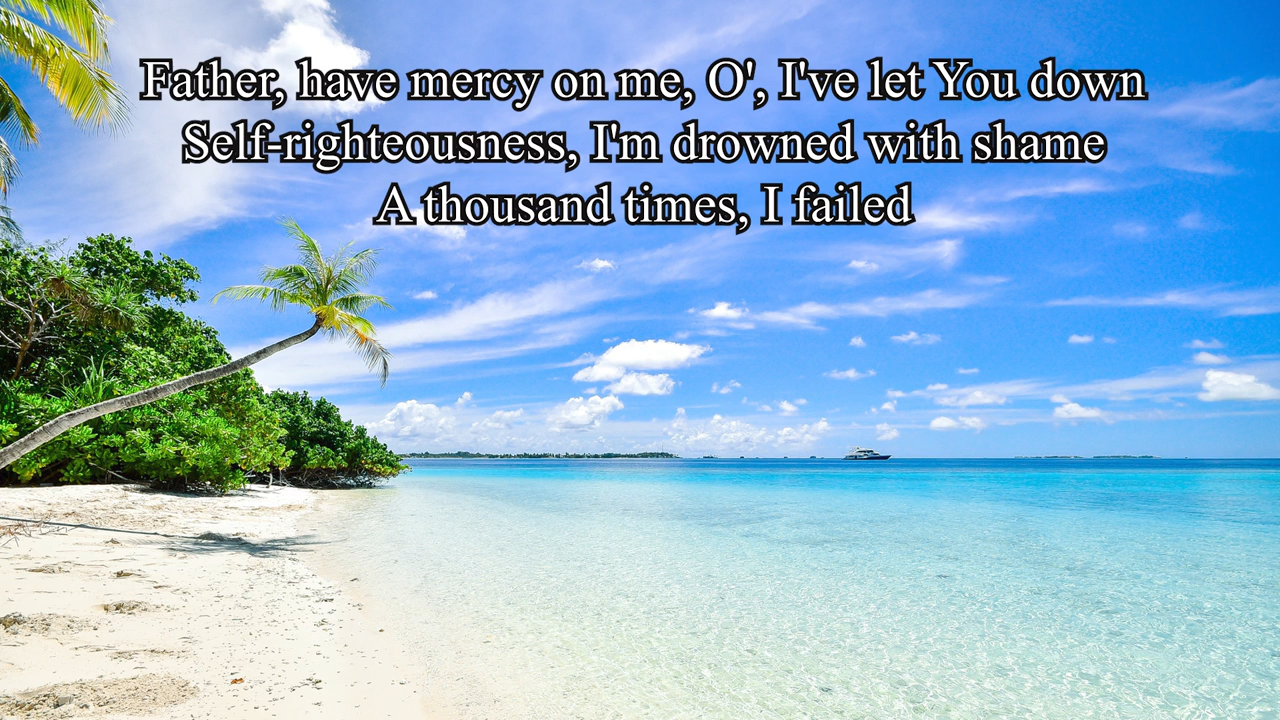 Father, have mercy on me, O', I've let You down
Self-righteousness, I'm drowned with shame
A thousand times, I failed